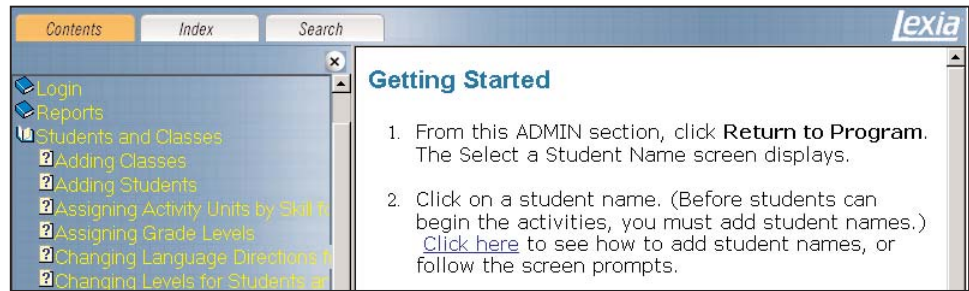 Contents Index Search
lexia
Login
Reports
Students and Classes
Adding Classes
Adding Students
Assigning Activity Units by Skill
Assigning Grade Levels
Changing Language Directions
Changing Levels for Students
Getting Started
1. From this ADMIN section, click Return to Program.
The Select a Student Name screen displays.
2. Click on a student name. (Before students can
begin the activities, you must add student names.)
Click here to see how to add student names, or
follow the screen prompts.